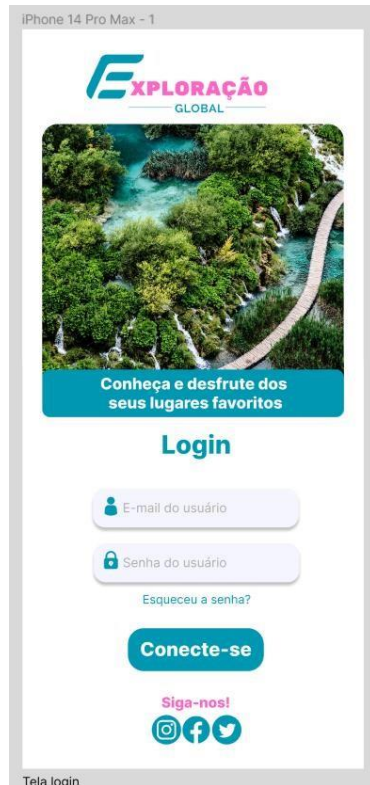 iPhone 14 Pro Max - 1
EXPLORAÇÃO
GLOBAL
Conheça e desfrute dos
seus lugares favoritos
Login
E-mail do usuário
Senha do usuário
Esqueceu a senha?
Conecte-se
Siga-nos!
Tela login